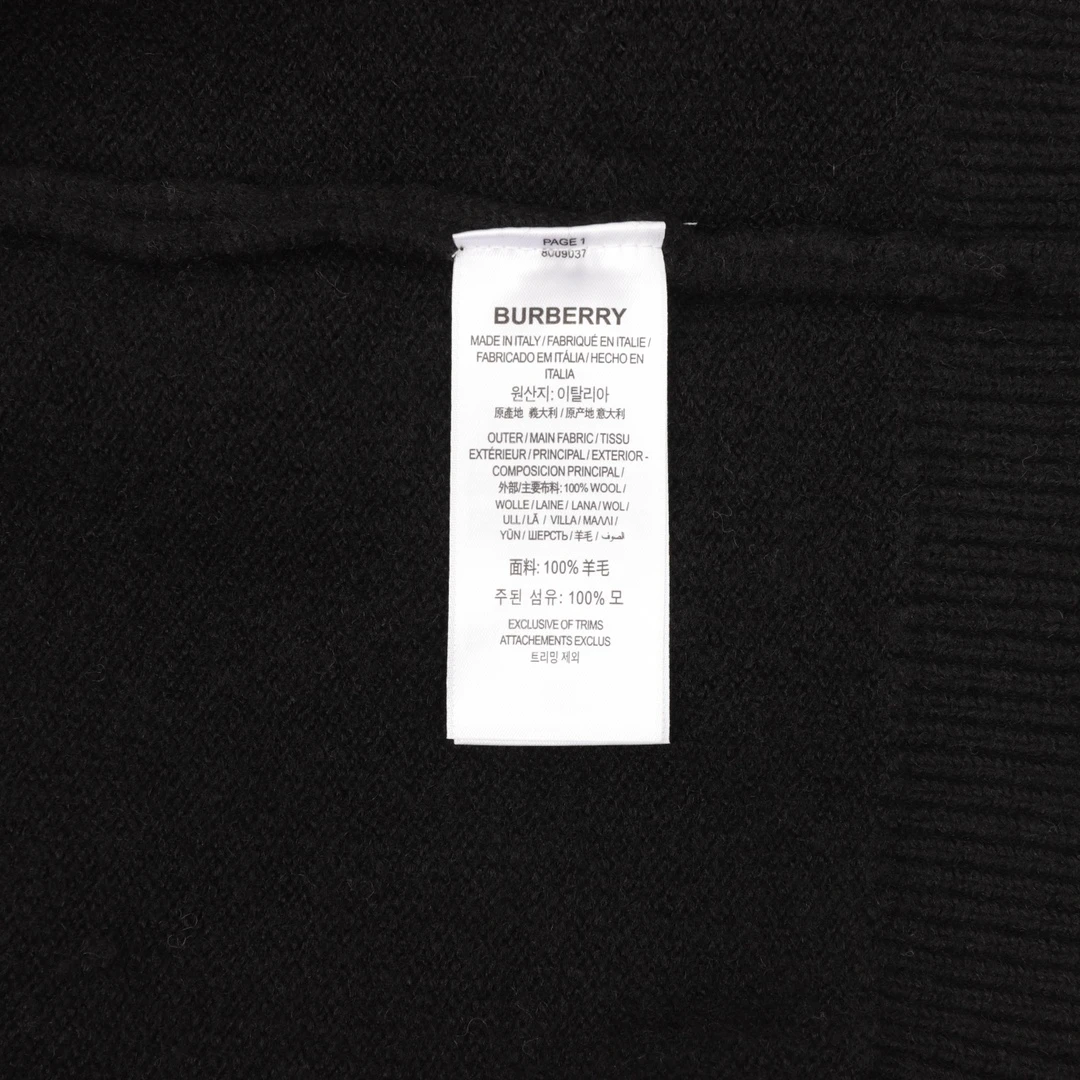 PAGE 1
8009037
BURBERRY
MADE IN ITALY / FABRIQUÉ EN ITALIE /
FABRICADO EM ITÁLIA / HECHO EN
ITALIA
원산지: 이탈리아
原產地 義大利 / 原产地 意大利
OUTER / MAIN FABRIC / TISSU
EXTÉRIEUR / PRINCIPAL / EXTERIOR -
COMPOSICION PRINCIPAL /
外部/主要布料: 100% WOOL /
WOLLE / LAINE / LANA / WOL /
ULL / LÃ / VILLA / ΜΑΛΛΙ /
YÜN / ШЕРСТЬ / 羊毛 / الصوف
面料: 100% 羊毛
주된 섬유: 100% 모
EXCLUSIVE OF TRIMS
ATTACHEMENTS EXCLUS
트리밍 제외